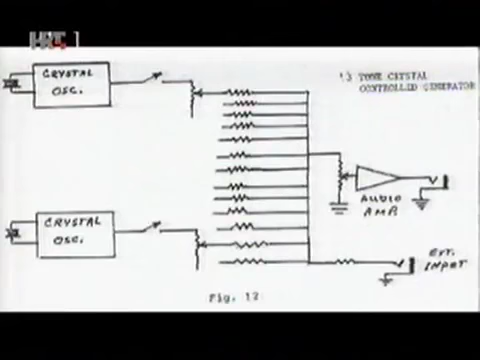 HRT 1
13 TONE CRYSTAL
CONTROLLED GENERATOR
CRYSTAL
OSC.
AUDIO
AMP.
CRYSTAL
OSC.
EXT.
INPUT
Fig. 12